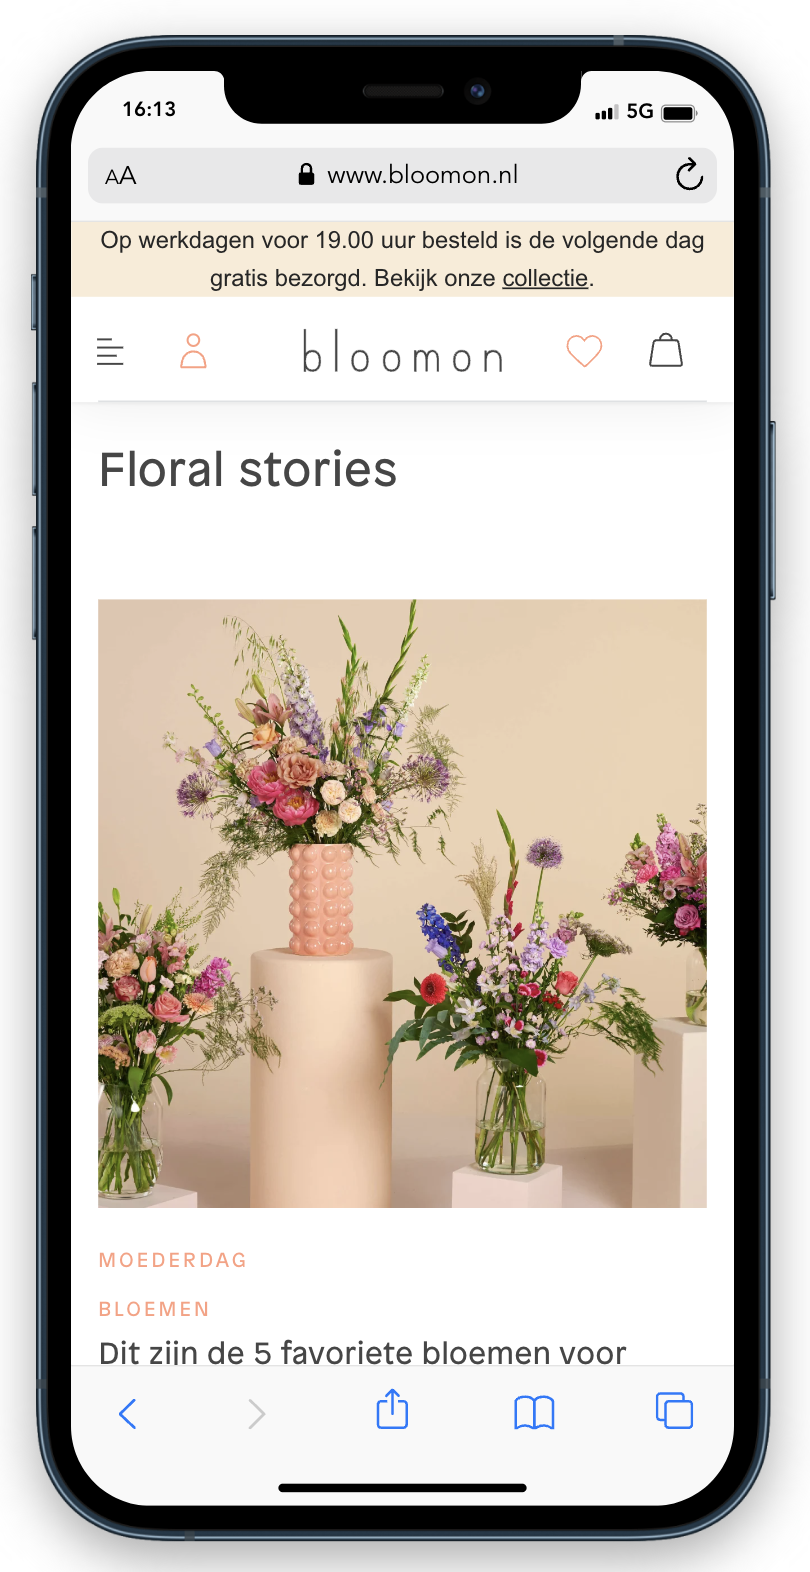 16:13
5G
AA
www.bloomon.nl
Op werkdagen voor 19.00 uur besteld is de volgende dag
gratis bezorgd. Bekijk onze collectie.
bloomon
Floral stories
MOEDERDAG
BLOEMEN
Dit zijn de 5 favoriete bloemen voor